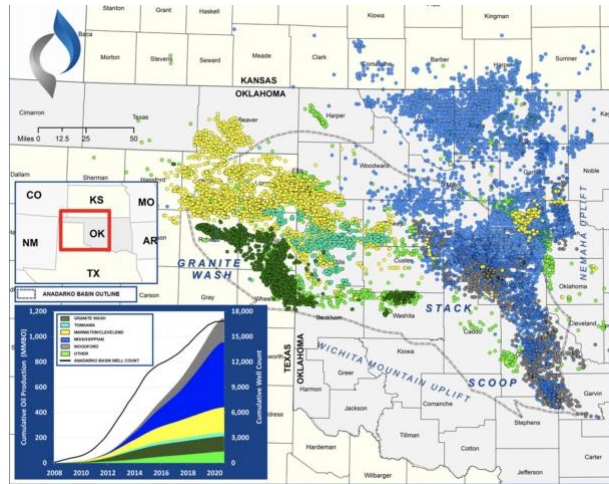 Stanton
Grant
Haskell
Kiowa
Kingman
Baca
Morton
Stevens
Seward
Meade
Clark
Comanche
Barber
Harper
Sumner
KANSAS
OKLAHOMA
Cimarron
Texas
Beaver
Harper
Miles 0 12.5 25 50
Woodward
Noble
Dallam
Sherman
Hansford
CO
KS
MO
NM
OK
AR
TX
ANADARKO BASIN OUTLINE
GRANITE WASH
STACK
SCOOP
NEMAHA UPLIFT
WICHITA MOUNTAIN UPLIFT
TEXAS
OKLAHOMA
Carson
Gray
Wheeler
Custer
Beckham
Washita
Caddo
Oklahoma
Cleveland
Kiowa
Greer
Harmon
Jackson
Comanche
Tillman
Cotton
Stephens
Garvin
Carter
Jefferson
Hardeman
Wilbarger
Cumulative Oil Production (MMBO)
1,200
1,000
800
600
400
200
0
GRANITE WASH
TONKAWA
MARMATON/CLEVELEND
MISSISSIPPIAN
WOODFORD
OTHER
ANADARKO BASIN WELL COUNT
18,000
15,000
12,000
9,000
6,000
3,000
0
Cumulative Well Count
2008 2010 2012 2014 2016 2018 2020